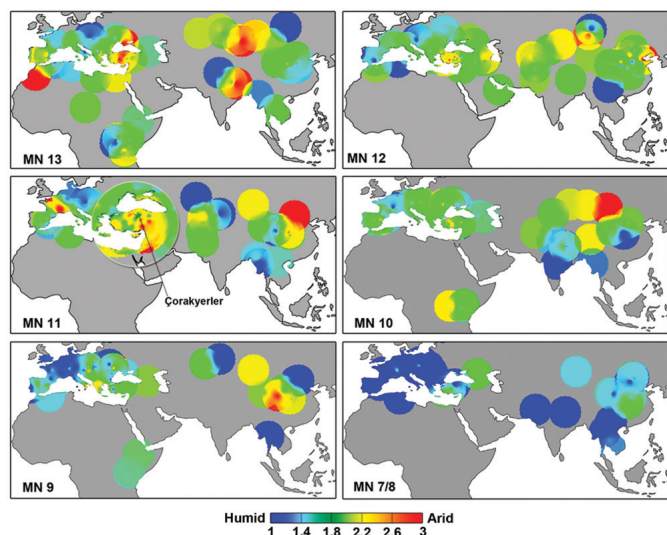 MN 13
MN 12
MN 11
Çorakyerler
MN 10
MN 9
MN 7/8
Humid
Arid
1 1.4 1.8 2.2 2.6 3